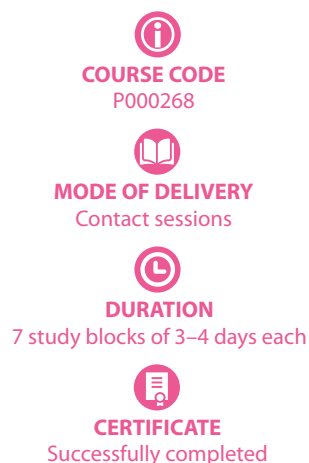 COURSE CODE
P000268
MODE OF DELIVERY
Contact sessions
DURATION
7 study blocks of 3–4 days each
CERTIFICATE
Successfully completed